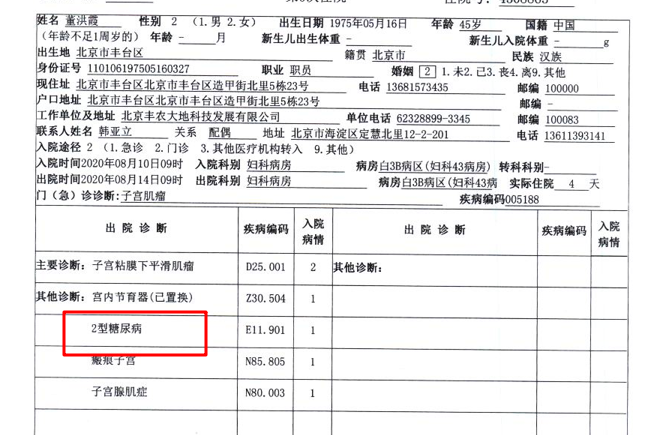 姓名 董洪霞 性别 2 (1.男 2.女) 出生日期 1975年05月16日 年龄 45岁 国籍 中国
(年龄不足1周岁的) 年龄 - 月 新生儿出生体重 - 新生儿入院体重 - g
出生地 北京市丰台区 籍贯 北京市 民族 汉族
身份证号 110106197505160327 职业 职员 婚姻 2 1.未2.已3.丧4.离9.其他
现住址 北京市北京市丰台区造甲街北里5栋23号 电话 13681573435 邮编 100000
户口地址 北京市北京市丰台区造甲街北里5栋23号 邮编 -
工作单位及地址 北京丰农大地科技发展有限公司 单位电话 62328899-3345 邮编 100083
联系人姓名 韩亚立 关系 配偶 地址 北京市海淀区定慧北里12-2-201 电话 13611393141
入院途径 2 (1.急诊 2.门诊 3.其他医疗机构转入 9.其他)
入院时间2020年08月10日09时 入院科别 妇科病房 病房白3B病区(妇科43病房) 转科科别-
出院时间2020年08月14日09时 出院科别 妇科病房 病房白3B病区(妇科43病 实际住院 4 天
门(急)诊诊断:子宫肌瘤 疾病编码005188
出 院 诊 断 疾病编码 入院病情 出 院 诊 断 疾病编码 入院病情
主要诊断: 子宫粘膜下平滑肌瘤 D25.001 2 其他诊断:
其他诊断: 宫内节育器(已置换) Z30.504 1
2型糖尿病 E11.901 1
瘢痕子宫 N85.805 1
子宫腺肌症 N80.003 1